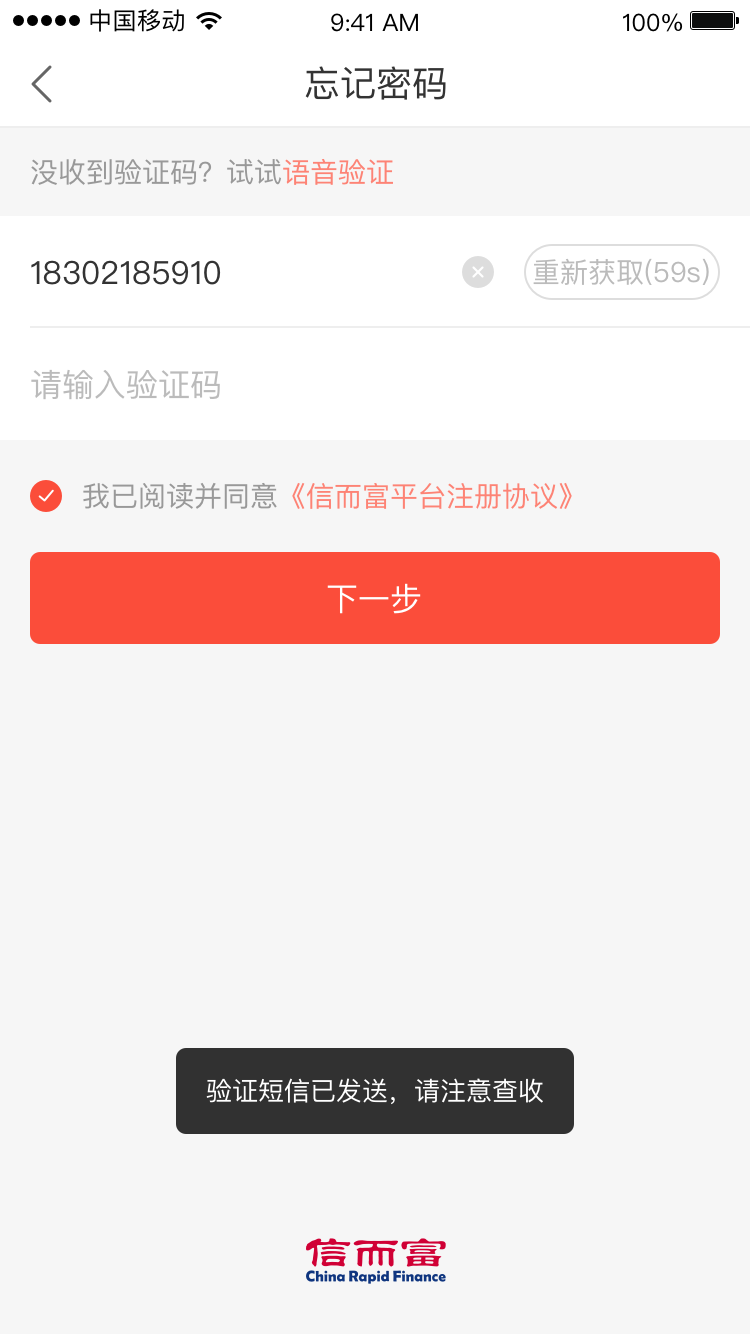 中国移动 9:41 AM 100%
忘记密码
没收到验证码？试试语音验证
18302185910 重新获取(59s)
请输入验证码
我已阅读并同意《信而富平台注册协议》
下一步
验证短信已发送，请注意查收
信而富
China Rapid Finance